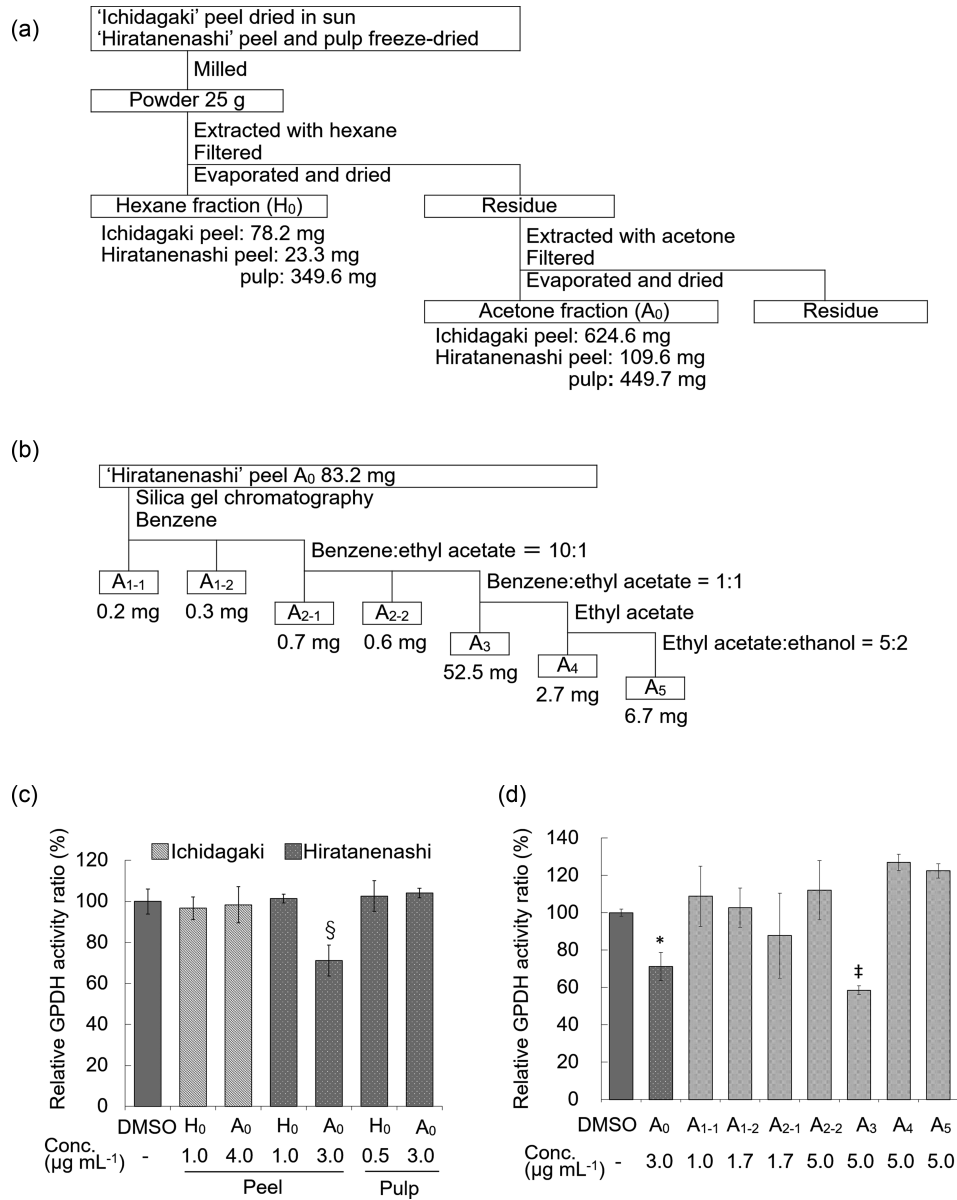 (a)
‘Ichidagaki’ peel dried in sun
‘Hiratanenashi’ peel and pulp freeze-dried
Milled
Powder 25 g
Extracted with hexane
Filtered
Evaporated and dried
Hexane fraction (H0)
Residue
Ichidagaki peel: 78.2 mg
Hiratanenashi peel: 23.3 mg
pulp: 349.6 mg
Extracted with acetone
Filtered
Evaporated and dried
Acetone fraction (A0)
Residue
Ichidagaki peel: 624.6 mg
Hiratanenashi peel: 109.6 mg
pulp: 449.7 mg
(b)
‘Hiratanenashi’ peel A0 83.2 mg
Silica gel chromatography
Benzene
Benzene:ethyl acetate = 10:1
A1-1
A1-2
Benzene:ethyl acetate = 1:1
0.2 mg
0.3 mg
A2-1
A2-2
Ethyl acetate
0.7 mg
0.6 mg
A3
Ethyl acetate:ethanol = 5:2
52.5 mg
A4
2.7 mg
A5
6.7 mg
(c)
Relative GPDH activity ratio (%)
Ichidagaki
Hiratanenashi
120
100
80
60
40
20
0
§
DMSO H0 A0 H0 A0 H0 A0
Conc.
(µg mL-1)
- 1.0 4.0 1.0 3.0 0.5 3.0
Peel
Pulp
(d)
Relative GPDH activity ratio (%)
140
120
100
80
60
40
20
0
*
‡
DMSO A0 A1-1 A1-2 A2-1 A2-2 A3 A4 A5
Conc.
(µg mL-1)
- 3.0 1.0 1.7 1.7 5.0 5.0 5.0 5.0